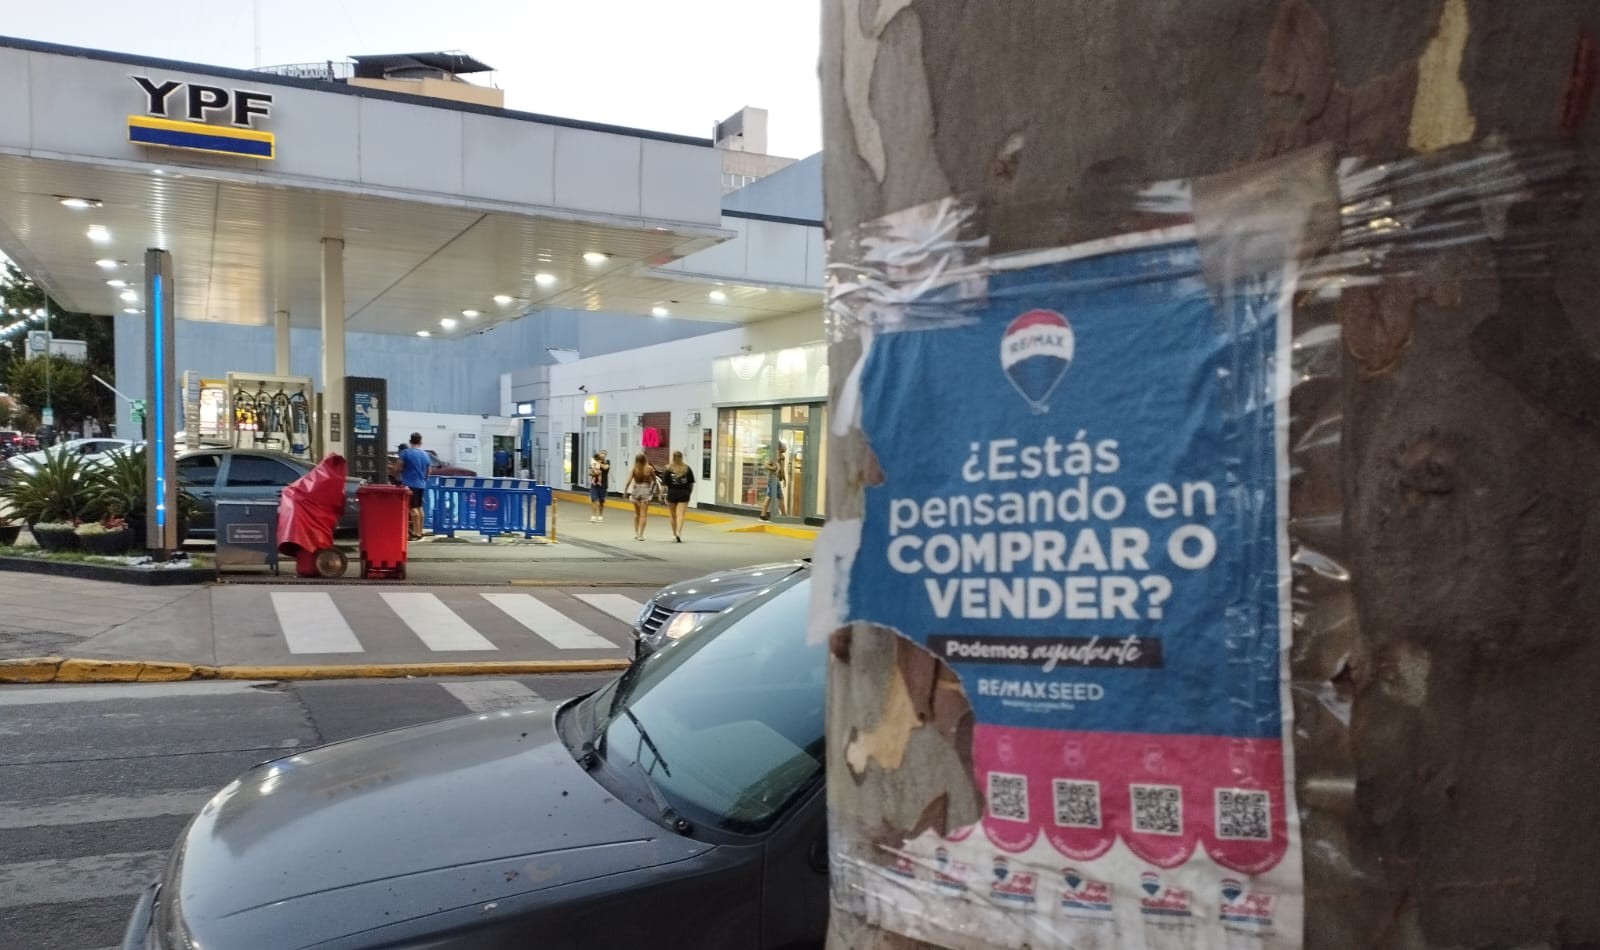 YPF
RE/MAX
¿Estás
pensando en
COMPRAR O
VENDER?
Podemos ayudarte
RE/MAX SEED